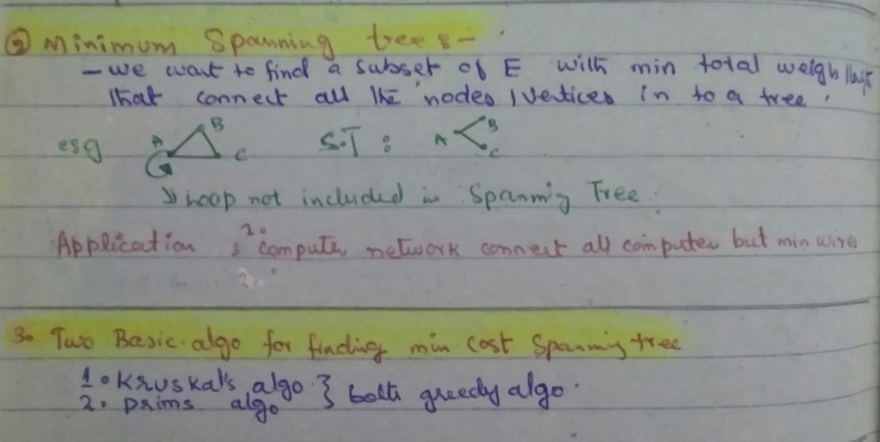 ② Minimum Spanning tree :-
- we want to find a subset of E with min total weigh
that connect all the nodes / vertices in to a tree.
esg A B C S.T : A B C
Loop not included in Spanning Tree.
Application : 1. Computer network connect all computer but min wire
2.
3. Two Basic algo for finding min cost Spanning tree
1. Kruskal's algo } both greedy algo.
2. prims algo